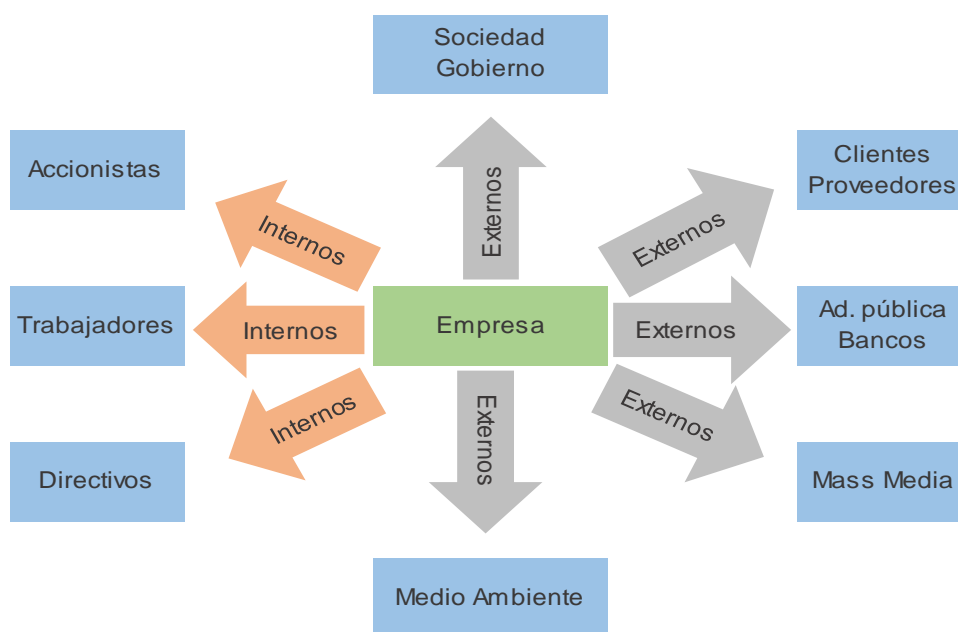 Sociedad
Gobierno
Accionistas
Clientes
Proveedores
Internos
Externos
Externos
Trabajadores
Internos
Empresa
Externos
Ad. pública
Bancos
Internos
Externos
Externos
Directivos
Mass Media
Medio Ambiente